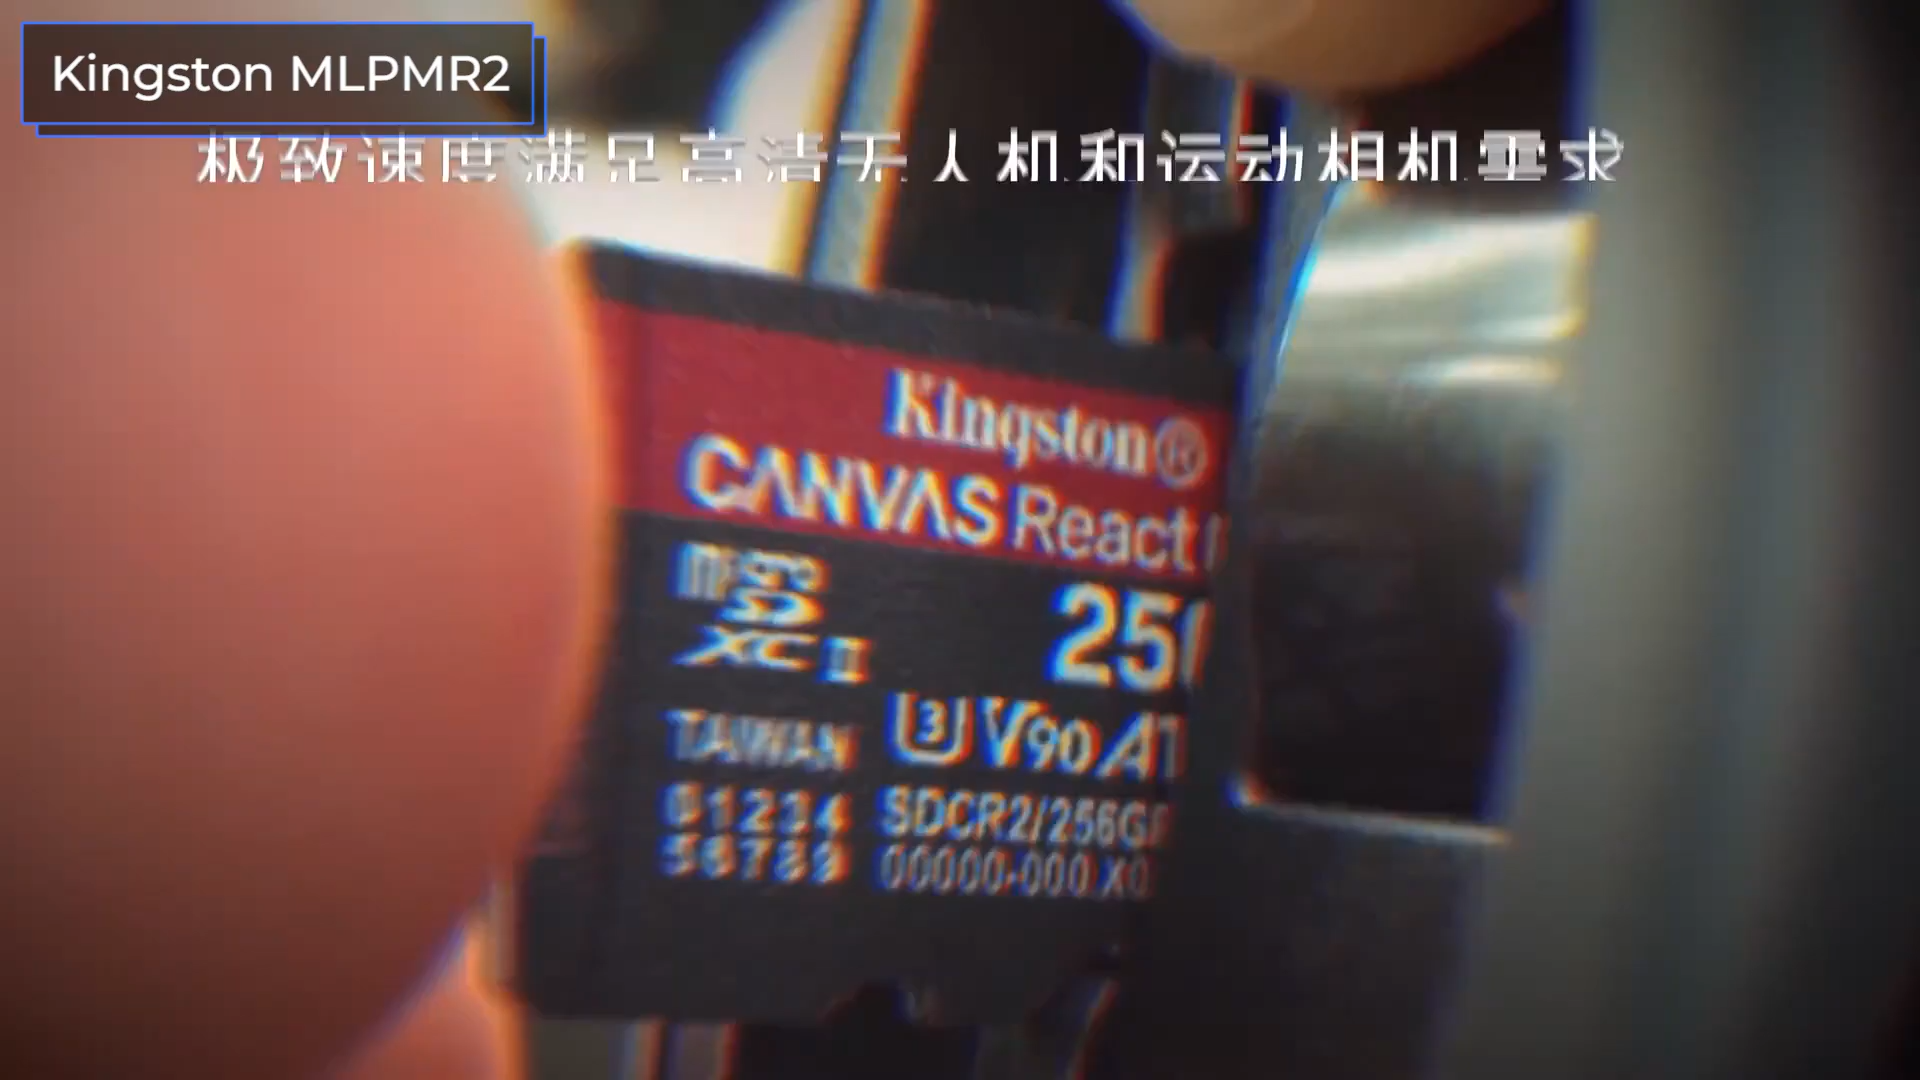 Kingston MLPMR2
极致速度满足高清无人机和运动相机需求
Kingston®
CANVAS React
micro
SD
XC II
25
TAIWAN
U3 V90 A1
01234
56789
SDCR2/256G
00000-000 X0